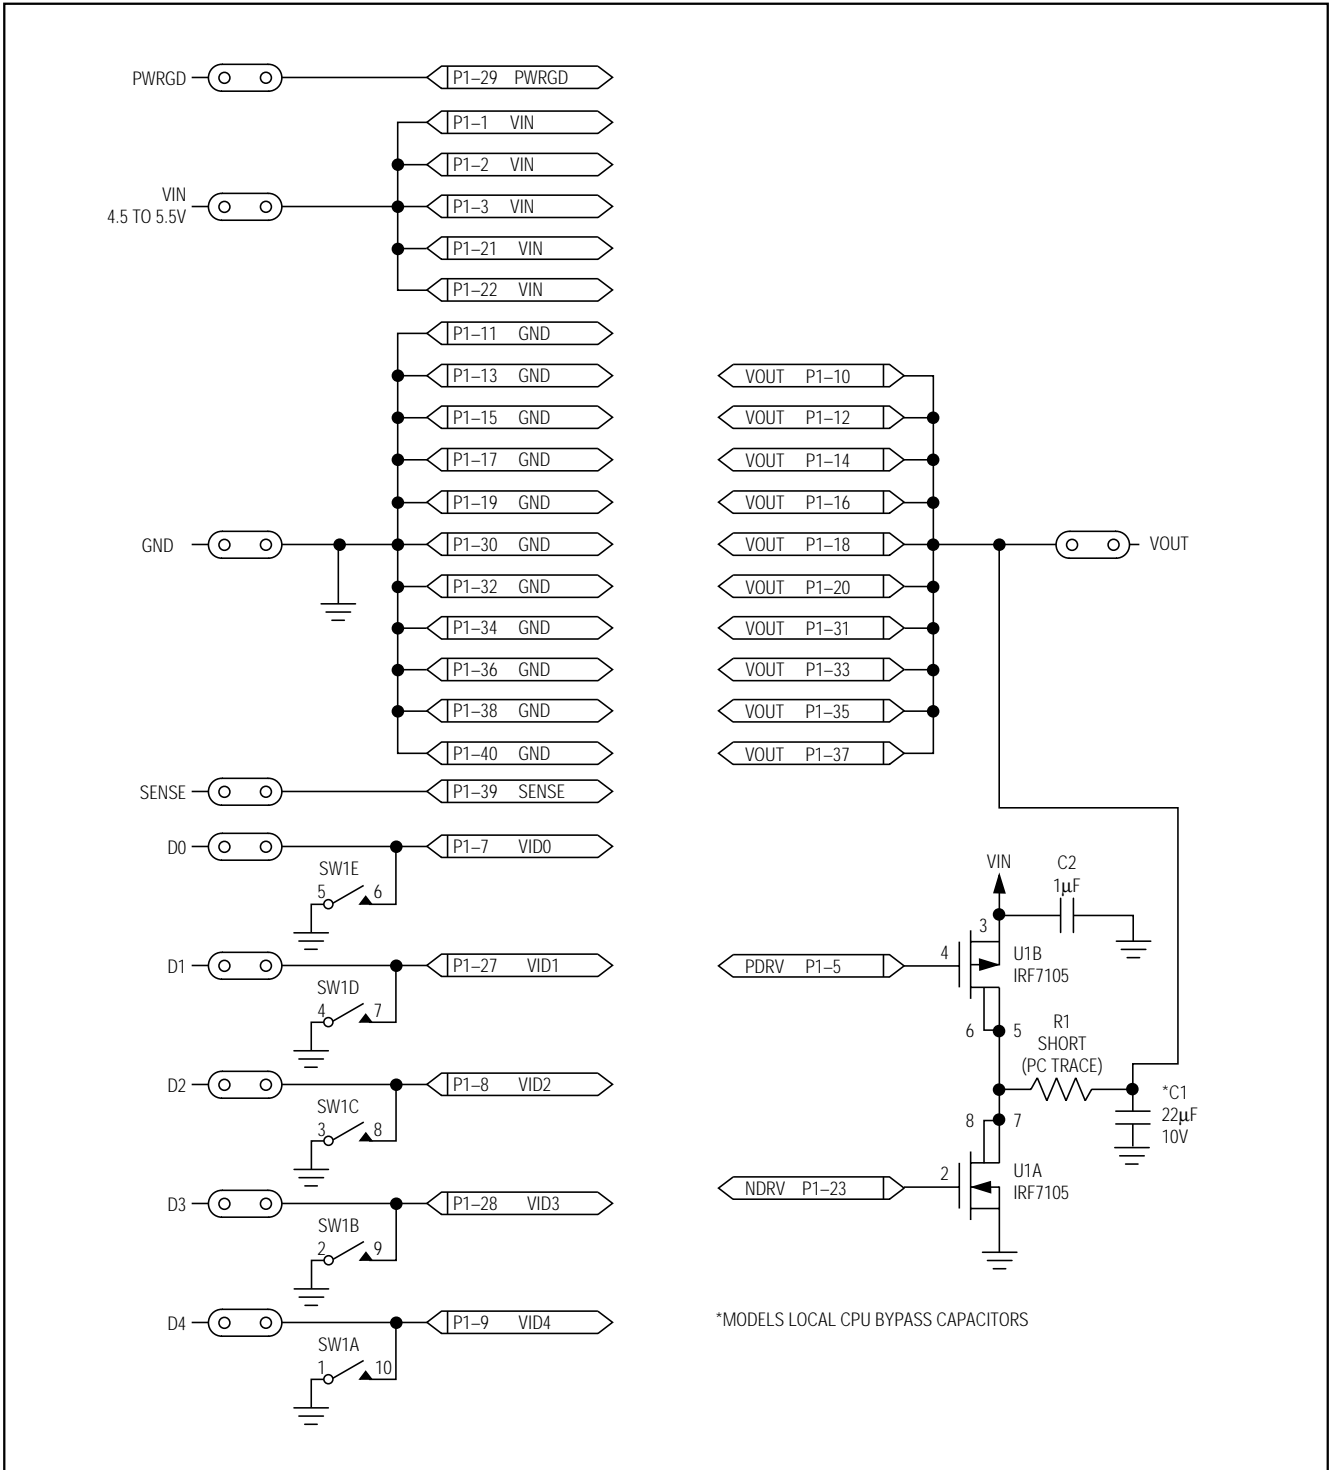 PWRGD
P1–29 PWRGD
P1–1 VIN
P1–2 VIN
VIN
4.5 TO 5.5V
P1–3 VIN
P1–21 VIN
P1–22 VIN
P1–11 GND
P1–13 GND
P1–15 GND
P1–17 GND
P1–19 GND
GND
P1–30 GND
P1–32 GND
P1–34 GND
P1–36 GND
P1–38 GND
P1–40 GND
SENSE
P1–39 SENSE
D0
P1–7 VID0
SW1E
5 6
D1
P1–27 VID1
SW1D
4 7
D2
P1–8 VID2
SW1C
3 8
D3
P1–28 VID3
SW1B
2 9
D4
P1–9 VID4
SW1A
1 10
VOUT P1–10
VOUT P1–12
VOUT P1–14
VOUT P1–16
VOUT P1–18
VOUT
VOUT P1–20
VOUT P1–31
VOUT P1–33
VOUT P1–35
VOUT P1–37
VIN
C2
1µF
3
4
U1B
IRF7105
PDRV P1–5
6 5
R1
SHORT
(PC TRACE)
*C1
22µF
10V
8 7
2
U1A
IRF7105
NDRV P1–23
*MODELS LOCAL CPU BYPASS CAPACITORS